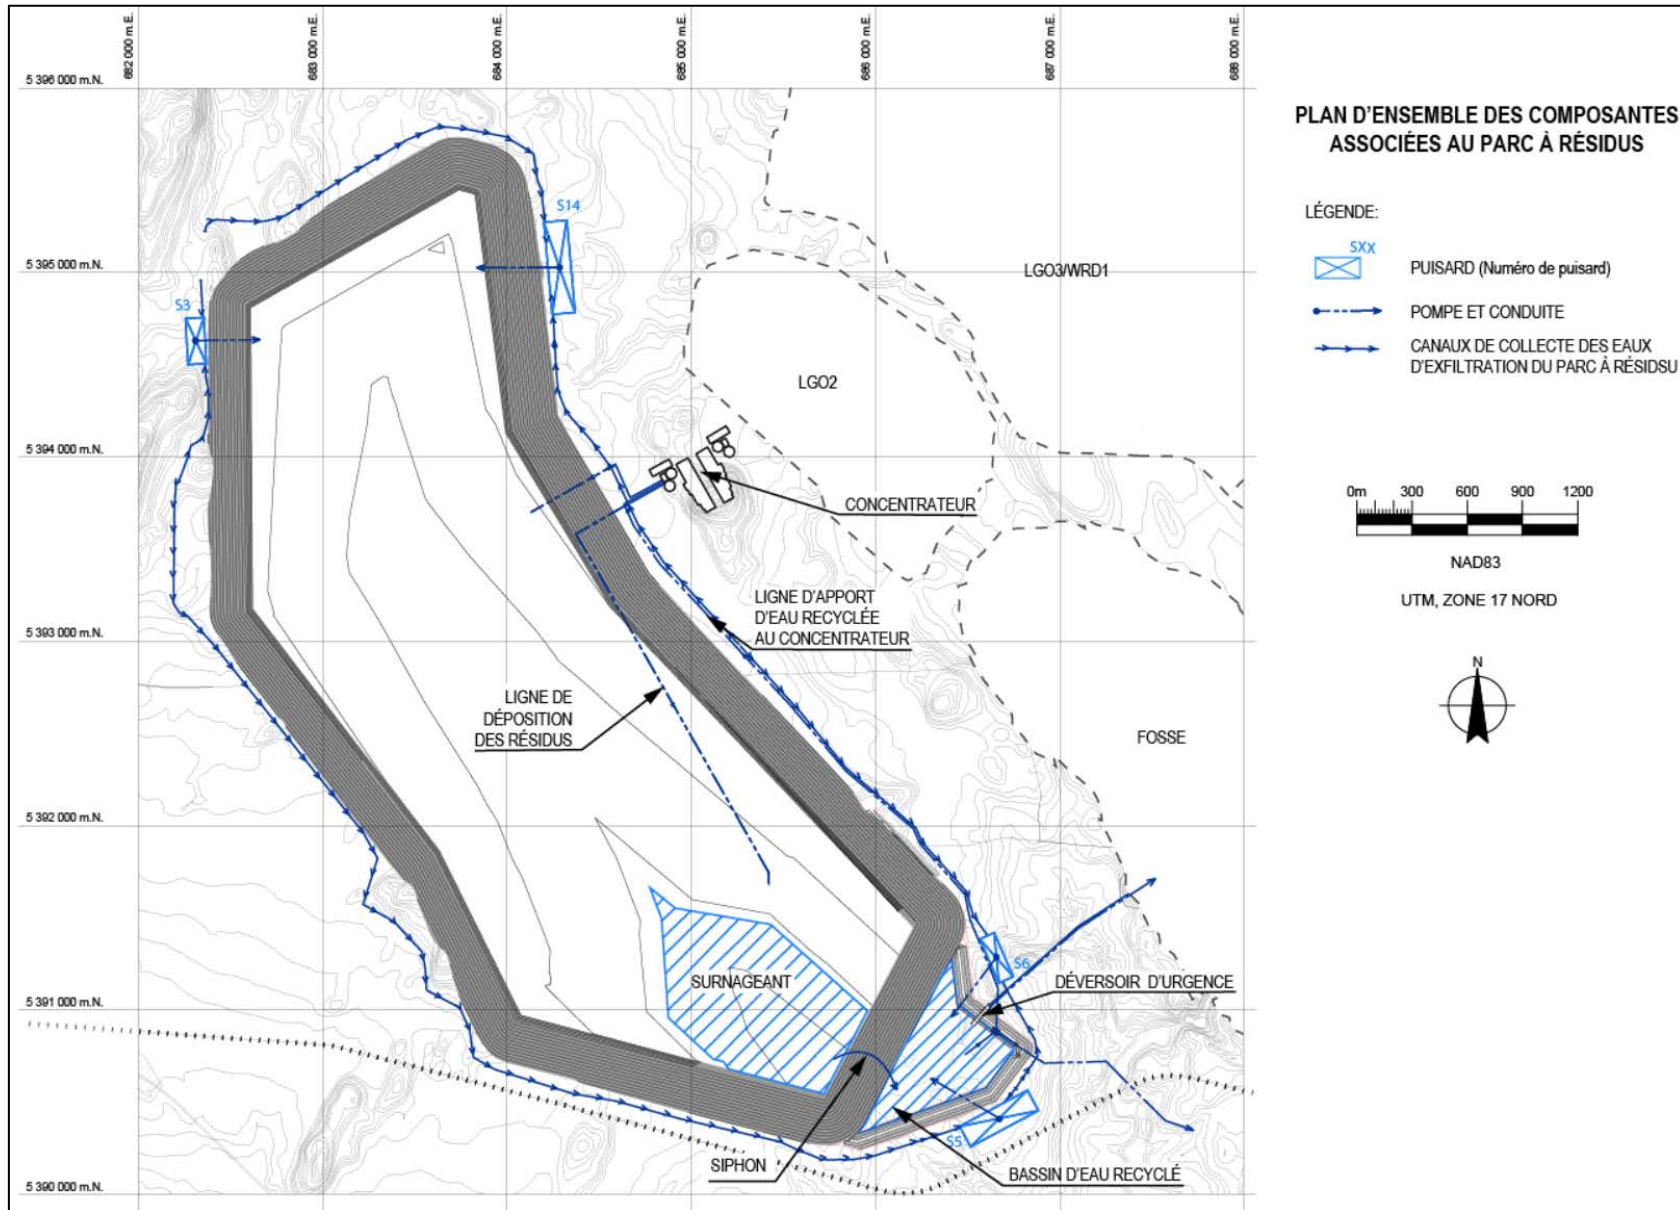 682 000 m.E.
683 000 m.E.
684 000 m.E.
685 000 m.E.
686 000 m.E.
687 000 m.E.
688 000 m.E.
5 396 000 m.N.
5 395 000 m.N.
5 394 000 m.N.
5 393 000 m.N.
5 392 000 m.N.
5 391 000 m.N.
5 390 000 m.N.
S14
S3
LGO3/WRD1
LGO2
CONCENTRATEUR
LIGNE D'APPORT
D'EAU RECYCLÉE
AU CONCENTRATEUR
LIGNE DE
DÉPOSITION
DES RÉSIDUS
FOSSE
SURNAGEANT
S6
DÉVERSOIR D'URGENCE
S5
SIPHON
BASSIN D'EAU RECYCLÉ
PLAN D'ENSEMBLE DES COMPOSANTES
ASSOCIÉES AU PARC À RÉSIDUS
LÉGENDE:
SXX
PUISARD (Numéro de puisard)
POMPE ET CONDUITE
CANAUX DE COLLECTE DES EAUX
D'EXFILTRATION DU PARC À RÉSIDSU
0m 300 600 900 1200
NAD83
UTM, ZONE 17 NORD
N